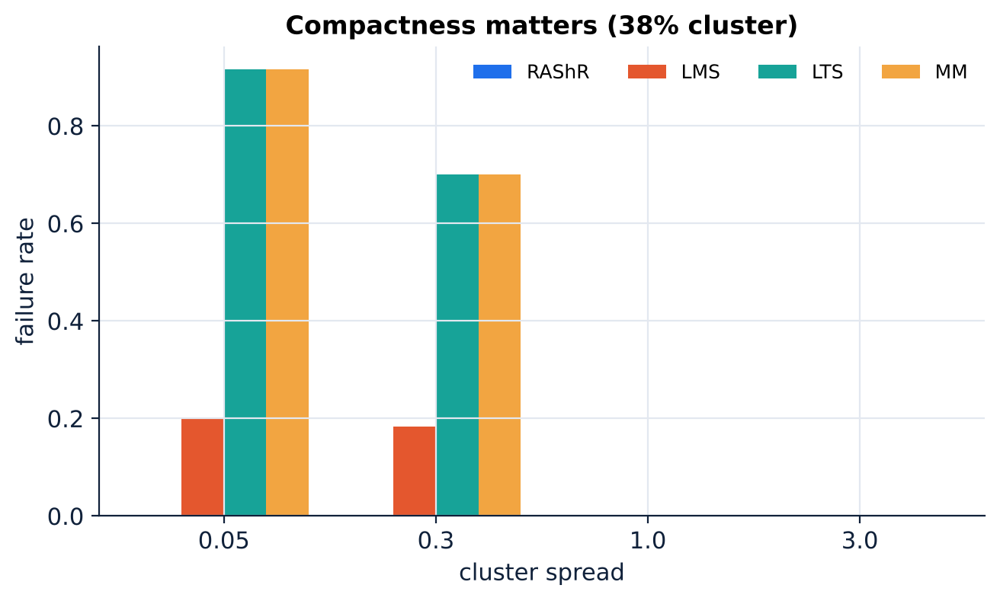 Compactness matters (38% cluster)
RAShR LMS LTS MM
failure rate
0.8
0.6
0.4
0.2
0.0
0.05 0.3 1.0 3.0
cluster spread